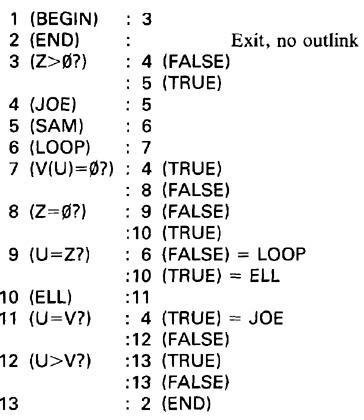 1 (BEGIN) : 3
2 (END) : Exit, no outlink
3 (Z>Ø?) : 4 (FALSE)
: 5 (TRUE)
4 (JOE) : 5
5 (SAM) : 6
6 (LOOP) : 7
7 (V(U)=Ø?) : 4 (TRUE)
: 8 (FALSE)
8 (Z=Ø?) : 9 (FALSE)
:10 (TRUE)
9 (U=Z?) : 6 (FALSE) = LOOP
:10 (TRUE) = ELL
10 (ELL) :11
11 (U=V?) : 4 (TRUE) = JOE
:12 (FALSE)
12 (U>V?) :13 (TRUE)
:13 (FALSE)
13 : 2 (END)